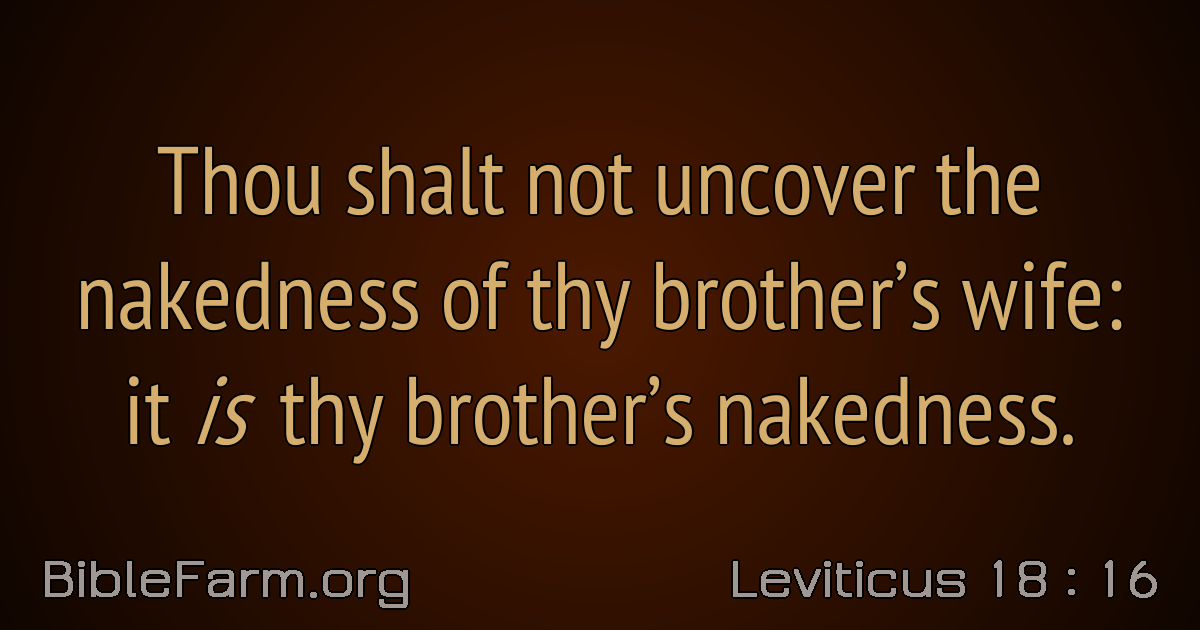 Thou shalt not uncover the
nakedness of thy brother’s wife:
it is thy brother’s nakedness.
BibleFarm.org
Leviticus 18 : 16